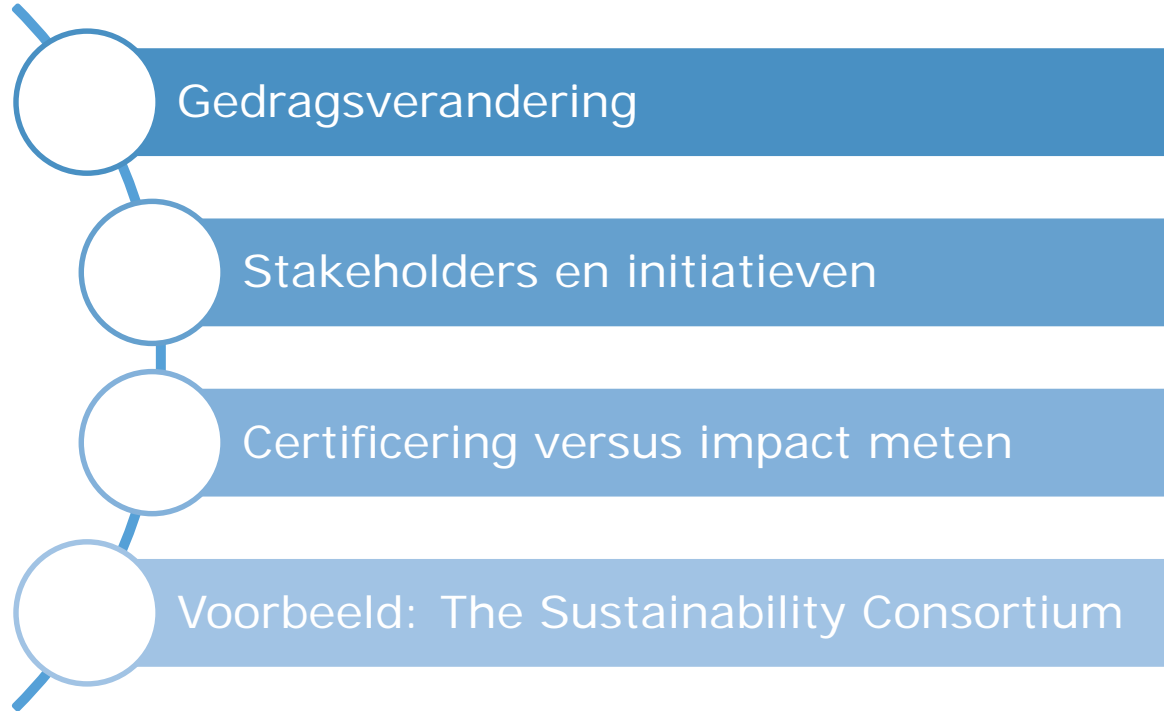 Gedragsverandering
Stakeholders en initiatieven
Certificering versus impact meten
Voorbeeld: The Sustainability Consortium